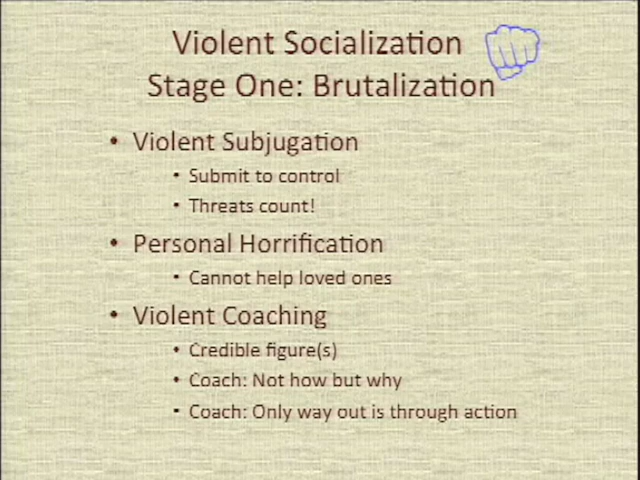 Violent Socialization
Stage One: Brutalization
• Violent Subjugation
• Submit to control
• Threats count!
• Personal Horrification
• Cannot help loved ones
• Violent Coaching
• Credible figure(s)
• Coach: Not how but why
• Coach: Only way out is through action